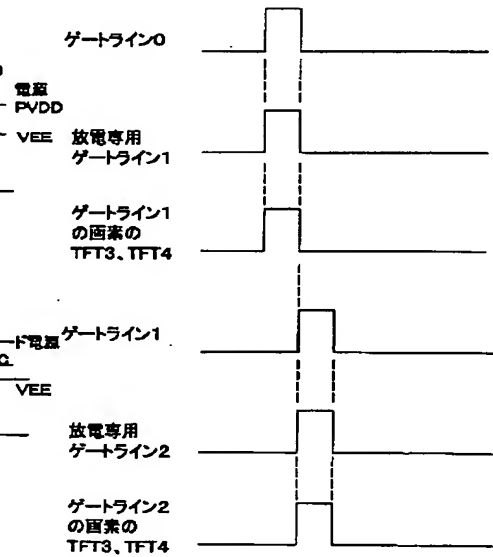 ゲートライン0
電源
PVDD
VEE
放電専用
ゲートライン1
ゲートライン1
の画素の
TFT3、TFT4
ド電源
VEE
ゲートライン1
放電専用
ゲートライン2
ゲートライン2
の画素の
TFT3、TFT4